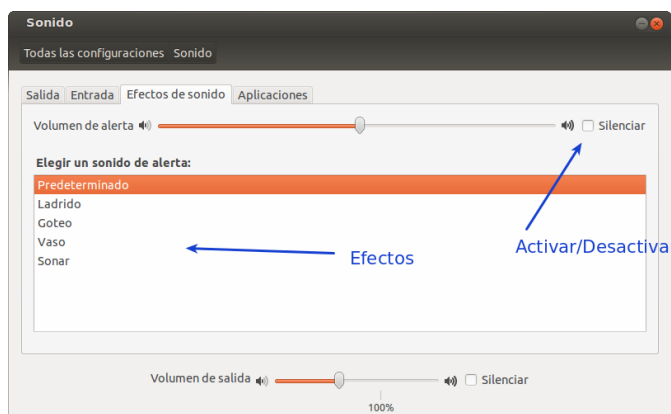 Sonido
Todas las configuraciones Sonido
Salida Entrada Efectos de sonido Aplicaciones
Volumen de alerta Silenciar
Elegir un sonido de alerta:
Predeterminado
Ladrido
Goteo
Vaso
Sonar
Efectos
Activar/Desactiva
Volumen de salida Silenciar
100%